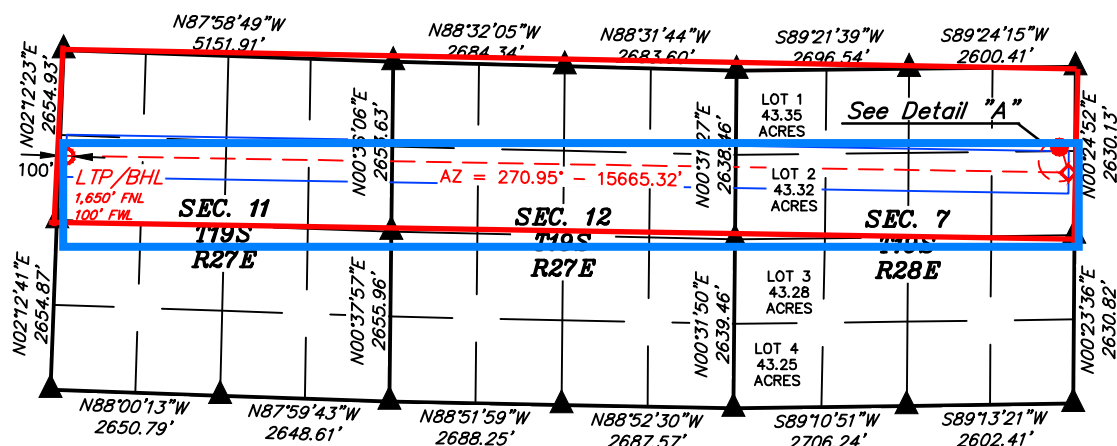 N87°58'49"W
5151.91'
N88°32'05"W
2684.34'
N88°31'44"W
2683.60'
S89°21'39"W
2696.54'
S89°24'15"W
2600.41'
N02°12'23"E
2654.93'
N00°31'27"E
2638.46'
N00°24'52"E
2630.13'
LOT 1
43.35
ACRES
See Detail "A"
100'
LTP/BHL
1,650' FNL
100' FWL
AZ = 270.95° - 15665.32'
LOT 2
43.32
ACRES
SEC. 11
T19S
R27E
SEC. 12
R27E
SEC. 7
R28E
N02°12'41"E
2654.87'
N00°37'57"E
2655.96'
N00°31'50"E
2639.46'
N00°23'36"E
2630.82'
LOT 3
43.28
ACRES
LOT 4
43.25
ACRES
N88°00'13"W
2650.79'
N87°59'43"W
2648.61'
N88°51'59"W
2688.25'
N88°52'30"W
2687.57'
S89°10'51"W
2706.24'
S89°13'21"W
2602.41'